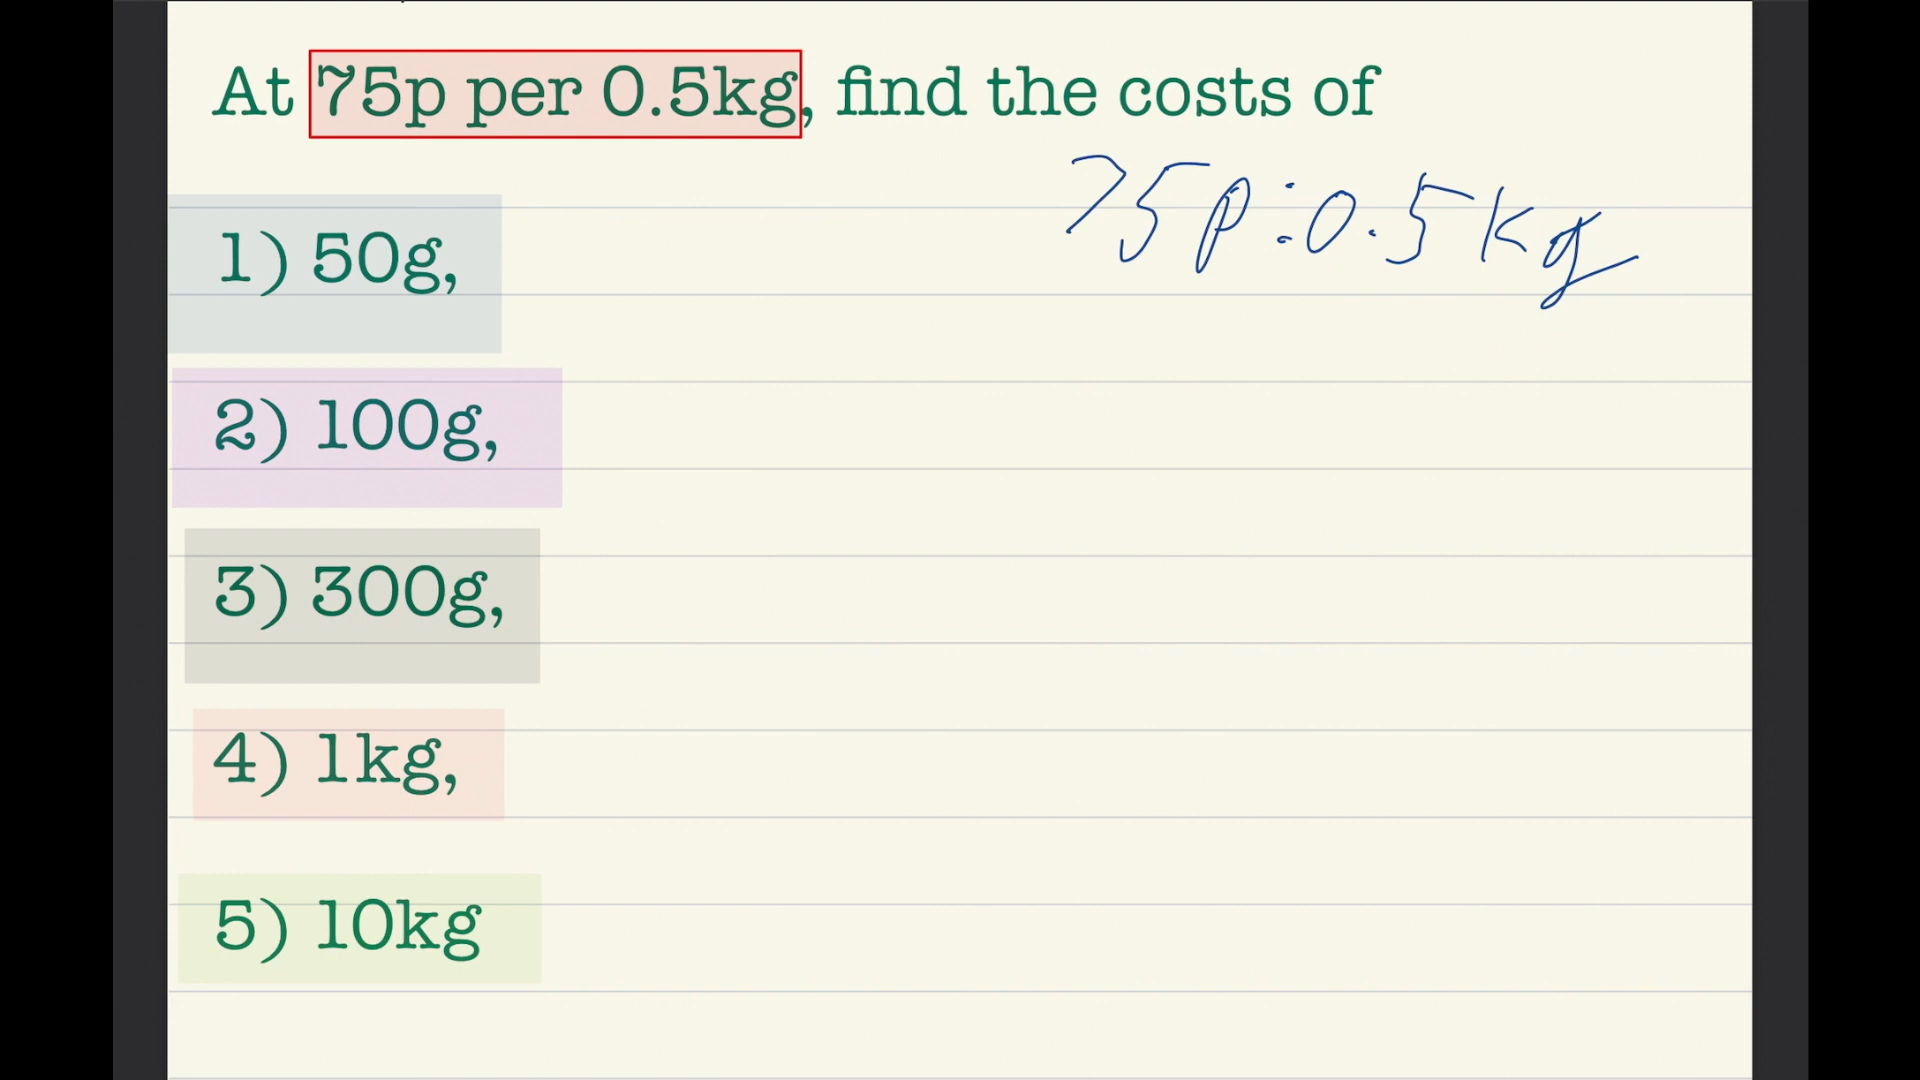 At 75p per 0.5kg, find the costs of
75p:0.5kg
1) 50g,
2) 100g,
3) 300g,
4) 1kg,
5) 10kg